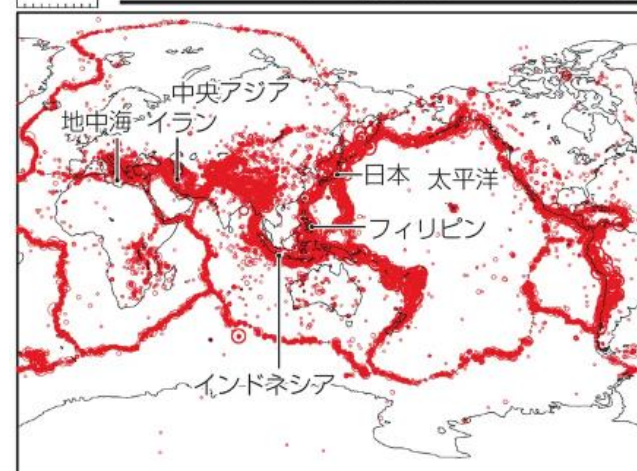 中央アジア
地中海 イラン
日本 太平洋
フィリピン
インドネシア